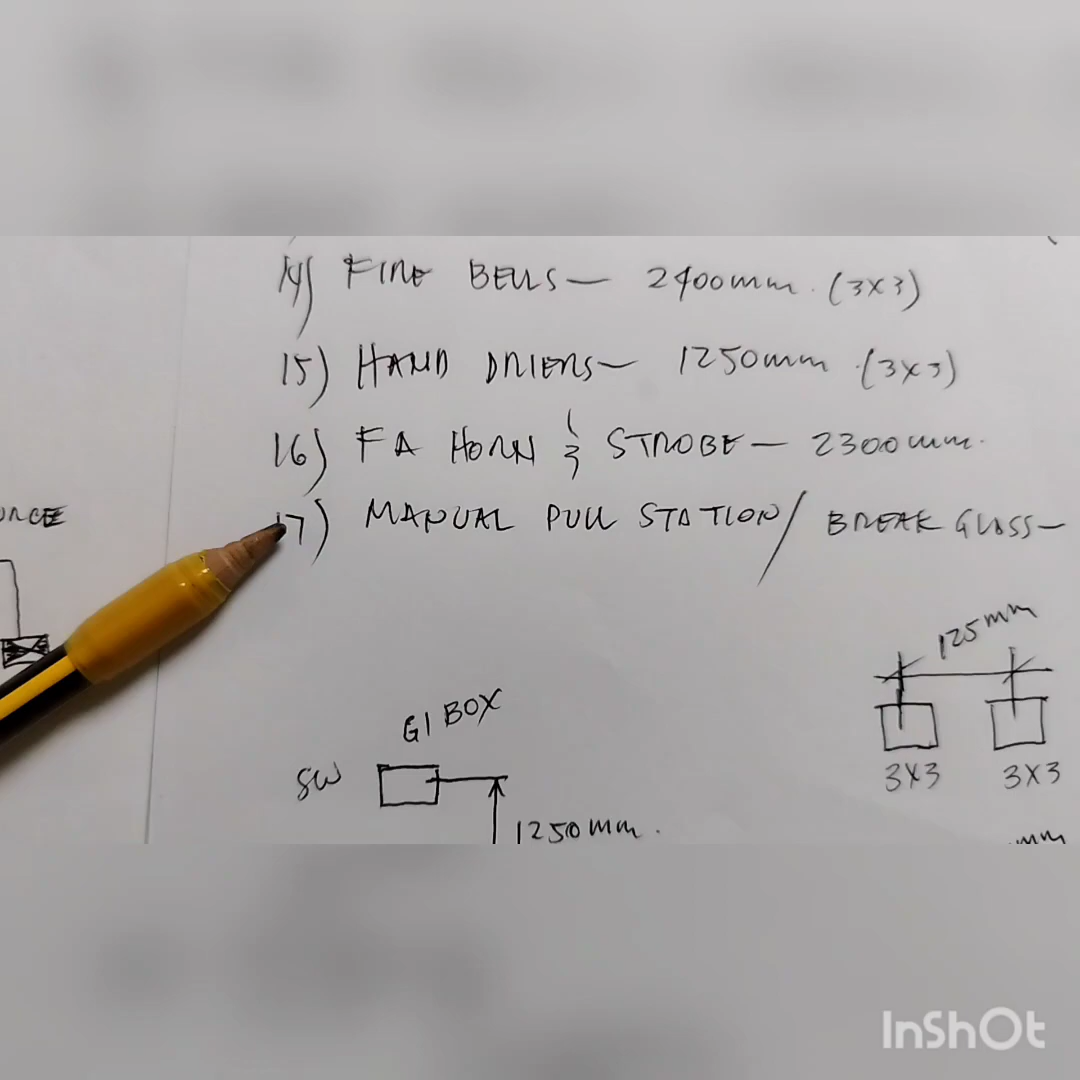 14) FIRE BELLS — 2400mm. (3x3)
15) HAND DRIERS — 1250mm. (3x3)
16) FA HORN & STROBE — 2300mm.
17) MANUAL PULL STATION / BREAK GLASS —
125mm
GI BOX
3x3 3x3
SW
1250mm.
mm
InShOt